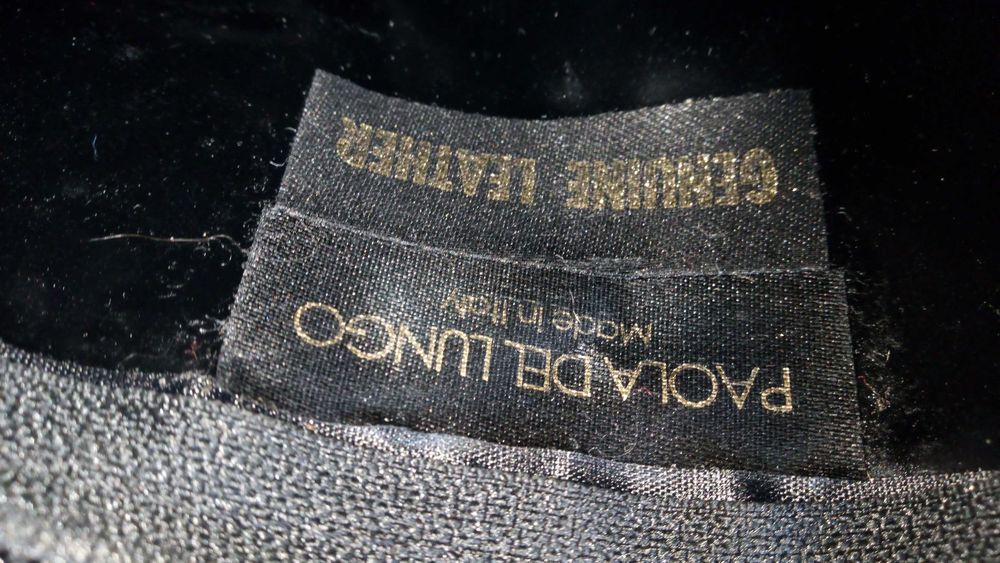 PAOLA DEL LUNGO
Made in Italy
GENUINE LEATHER